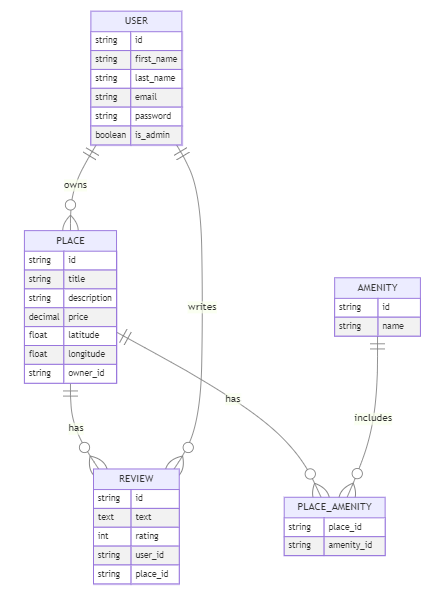 USER
string id
string first_name
string last_name
string email
string password
boolean is_admin
owns
PLACE
string id
string title
string description
decimal price
float latitude
float longitude
string owner_id
AMENITY
string id
string name
writes
has
has
includes
REVIEW
string id
text text
int rating
string user_id
string place_id
PLACE_AMENITY
string place_id
string amenity_id